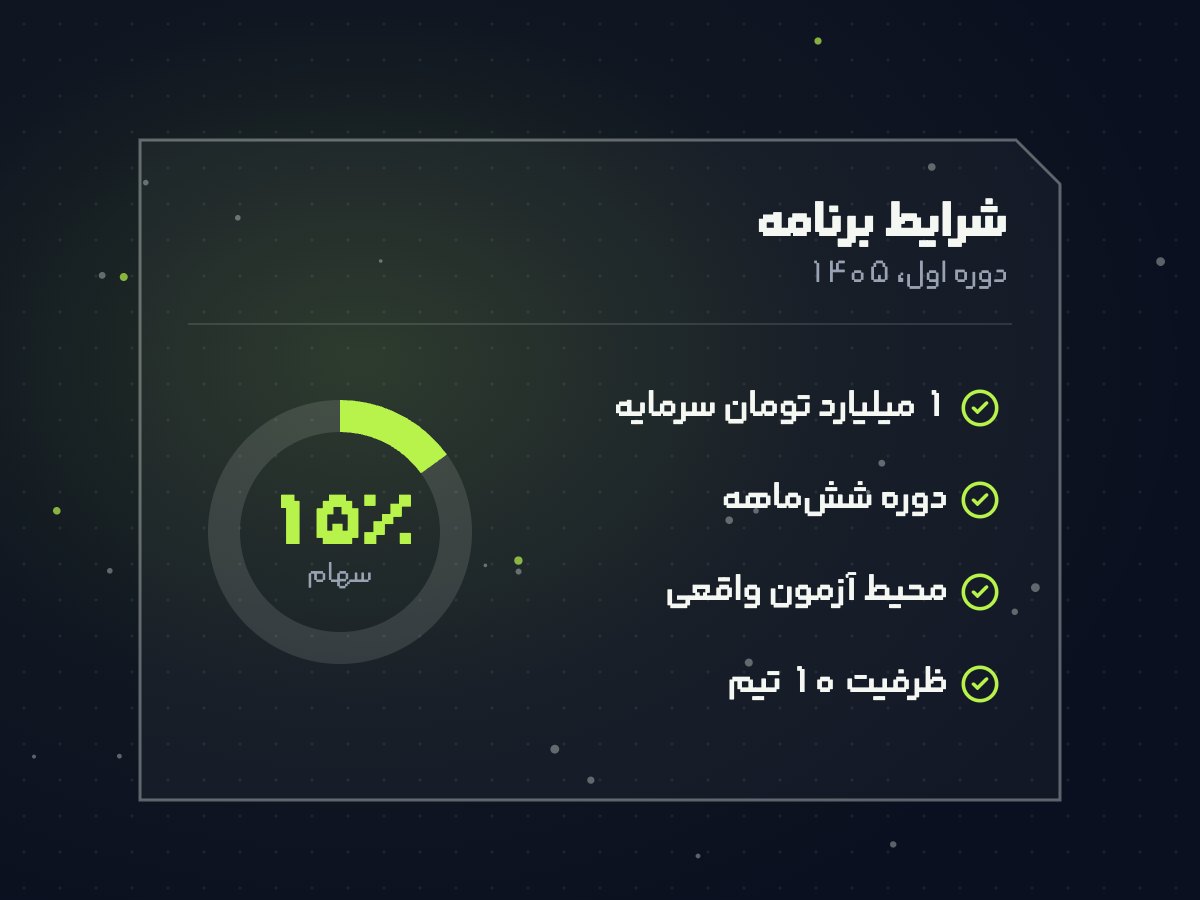 شرایط برنامه
دوره اول، ۱۴۰۵
۱ میلیارد تومان سرمایه
دوره شش‌ماهه
محیط آزمون واقعی
ظرفیت ۱۰ تیم
۱۵٪
سهام